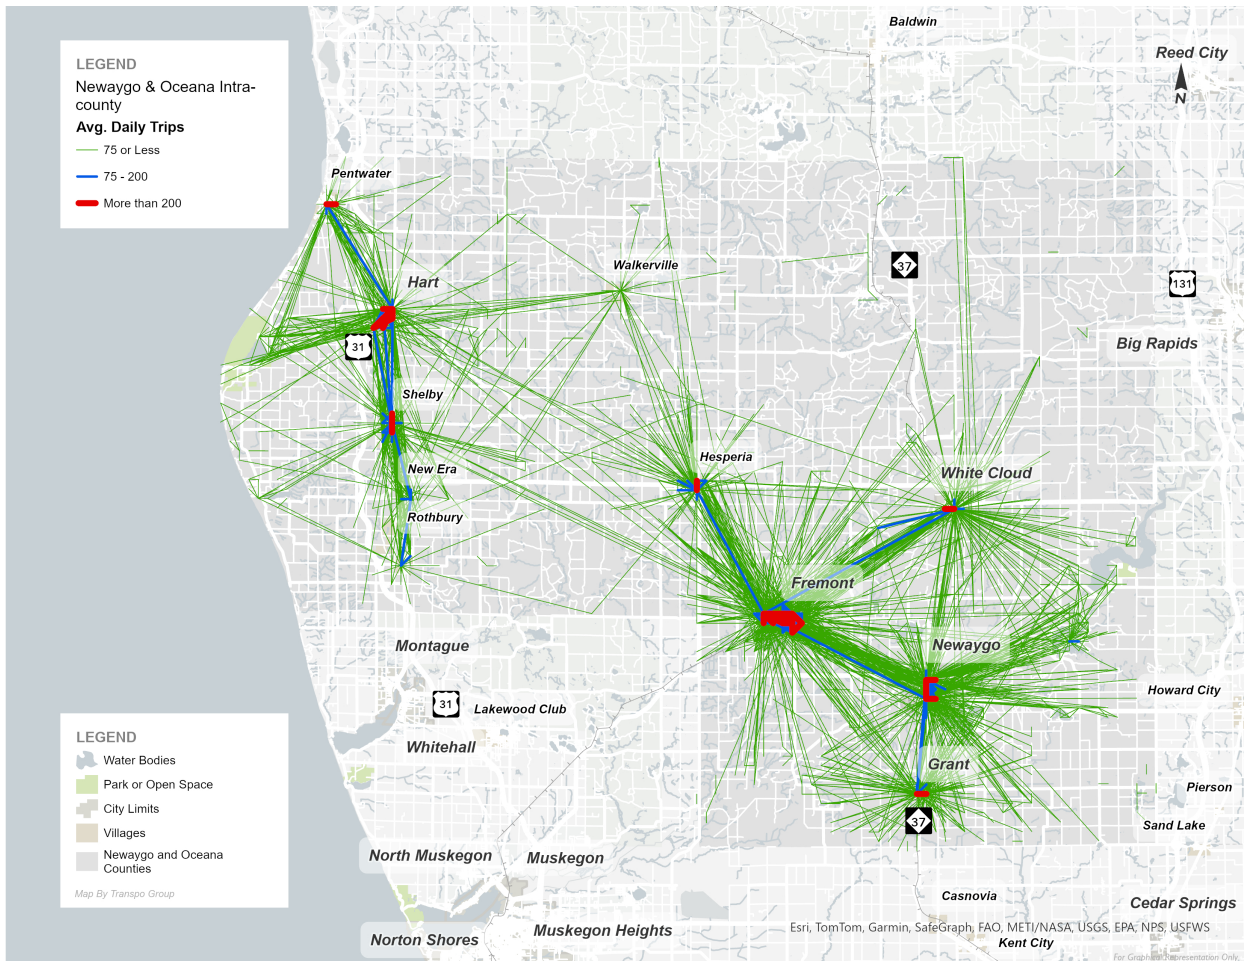 Baldwin
Reed City
N
LEGEND
Newaygo & Oceana Intra-
county
Avg. Daily Trips
75 or Less
75 - 200
More than 200
Pentwater
Walkerville
37
Hart
131
31
Big Rapids
Shelby
Hesperia
New Era
White Cloud
Rothbury
Fremont
Montague
Newaygo
Howard City
31
Lakewood Club
Whitehall
Grant
Pierson
37
Sand Lake
LEGEND
Water Bodies
Park or Open Space
City Limits
Villages
Newaygo and Oceana
Counties
Map By Transpo Group
North Muskegon
Muskegon
Casnovia
Cedar Springs
Norton Shores
Muskegon Heights
Esri, TomTom, Garmin, SafeGraph, FAO, METI/NASA, USGS, EPA, NPS, USFWS
Kent City
For Graphical Representation Only.